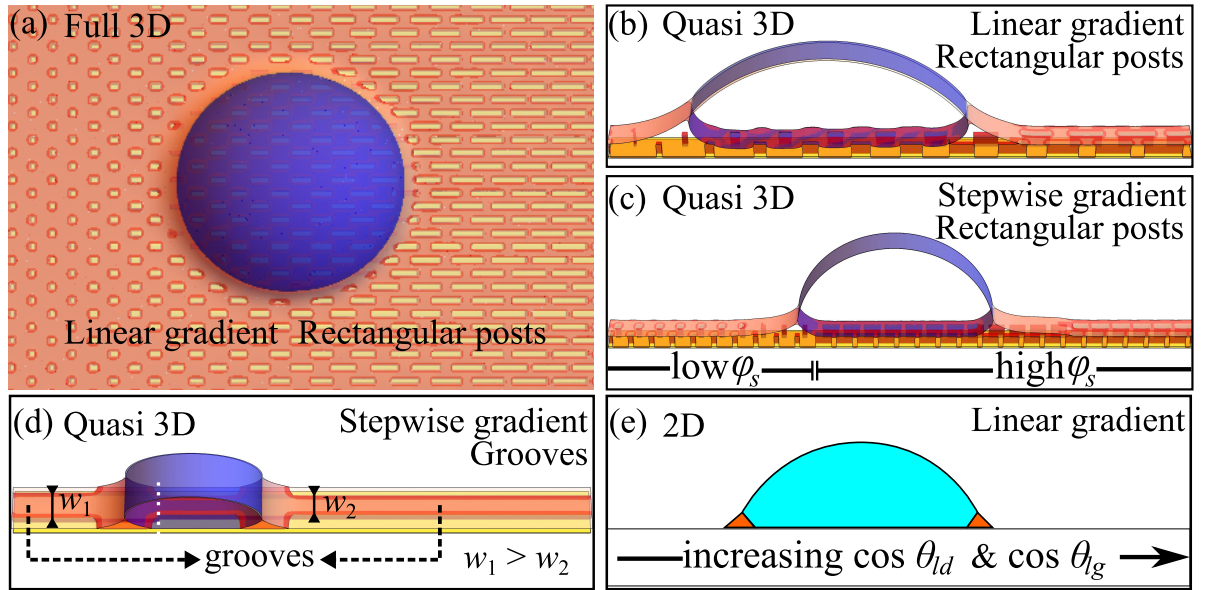 (a) Full 3D
Linear gradient Rectangular posts
(b) Quasi 3D Linear gradient
Rectangular posts
(c) Quasi 3D Stepwise gradient
Rectangular posts
low φₛ high φₛ
(d) Quasi 3D Stepwise gradient
Grooves
w₁ w₂
grooves w₁ > w₂
(e) 2D Linear gradient
increasing cos θ_ld & cos θ_lg